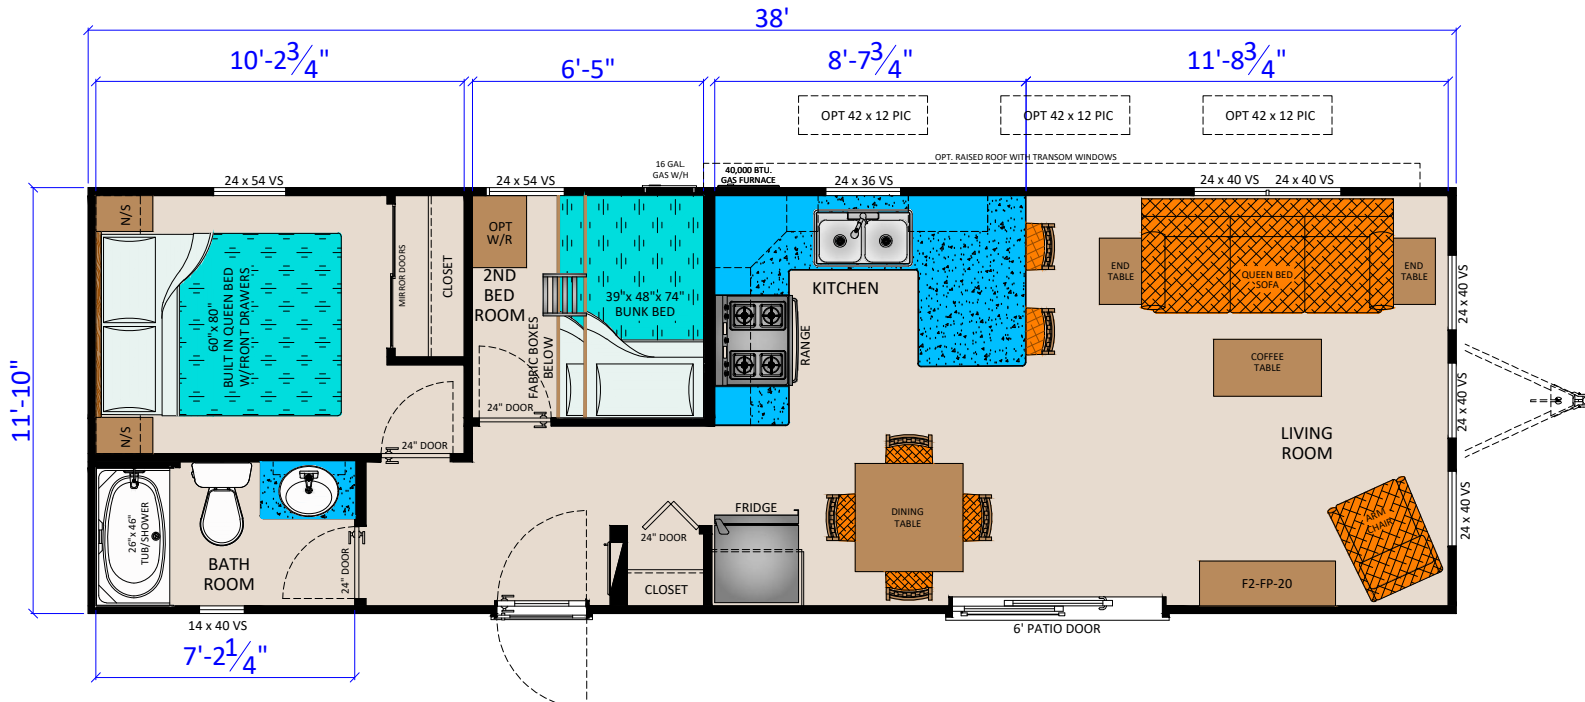 38'
10'-2 3/4"
6'-5"
8'-7 3/4"
11'-8 3/4"
OPT 42 x 12 PIC
OPT 42 x 12 PIC
OPT 42 x 12 PIC
OPT. RAISED ROOF WITH TRANSOM WINDOWS
16 GAL.
GAS W/H
40,000 BTU.
GAS FURNACE
24 x 54 VS
24 x 54 VS
24 x 36 VS
24 x 40 VS
24 x 40 VS
11'-10"
N/S
60"x 80"
BUILT IN QUEEN BED
W/FRONT DRAWERS
N/S
MIRROR DOORS
CLOSET
24" DOOR
OPT
W/R
2ND
BED
ROOM
39"x 48"x 74"
BUNK BED
FABRIC BOXES
BELOW
24" DOOR
KITCHEN
RANGE
END
TABLE
QUEEN BED
SOFA
END
TABLE
24 x 40 VS
COFFEE
TABLE
24 x 40 VS
LIVING
ROOM
24 x 40 VS
ARM
CHAIR
26"x 46"
TUB/SHOWER
BATH
ROOM
24" DOOR
24" DOOR
CLOSET
FRIDGE
DINING
TABLE
F2-FP-20
14 x 40 VS
6' PATIO DOOR
7'-2 1/4"